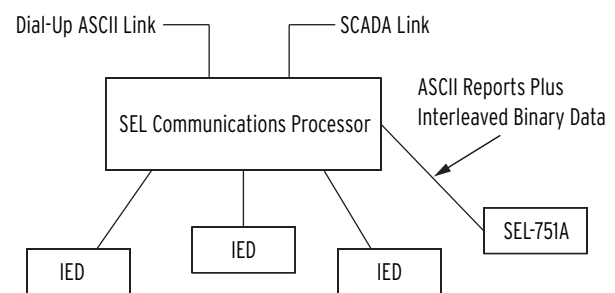 Dial-Up ASCII Link
SCADA Link
ASCII Reports Plus
Interleaved Binary Data
SEL Communications Processor
SEL-751A
IED
IED
IED